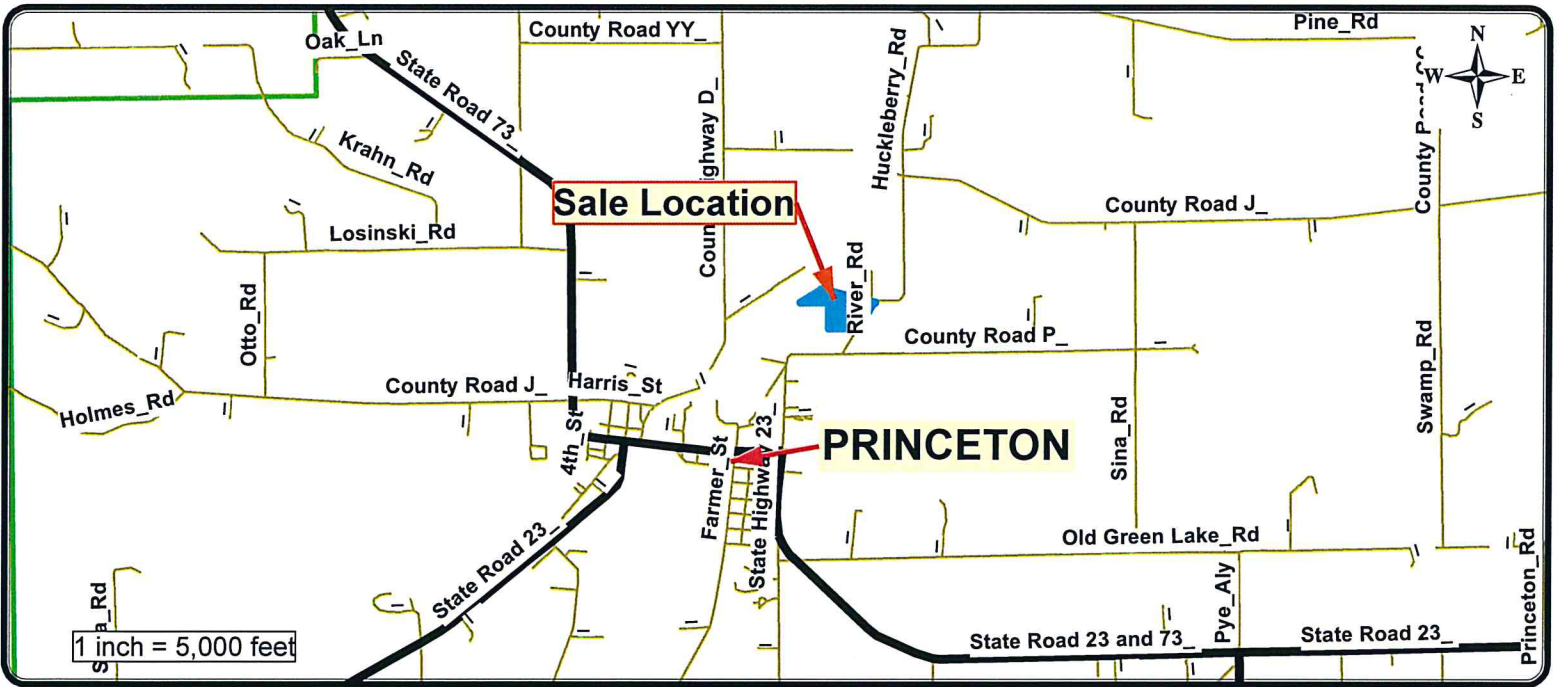 Oak_Ln
County Road YY_
Pine_Rd
N
W
E
S
State Road 73_
Huckleberry_Rd
Krahn_Rd
Sale Location
County Road J_
Losinski_Rd
River_Rd
Otto_Rd
County Road P_
Swamp_Rd
County Road J_
Harris_St
Holmes_Rd
4th_St
Sina_Rd
PRINCETON
Farmer_St
State Highway 23_
Old Green Lake_Rd
State Road 23_
Pye_Aly
Princeton_Rd
State Road 23 and 73_
State Road 23_
1 inch = 5,000 feet